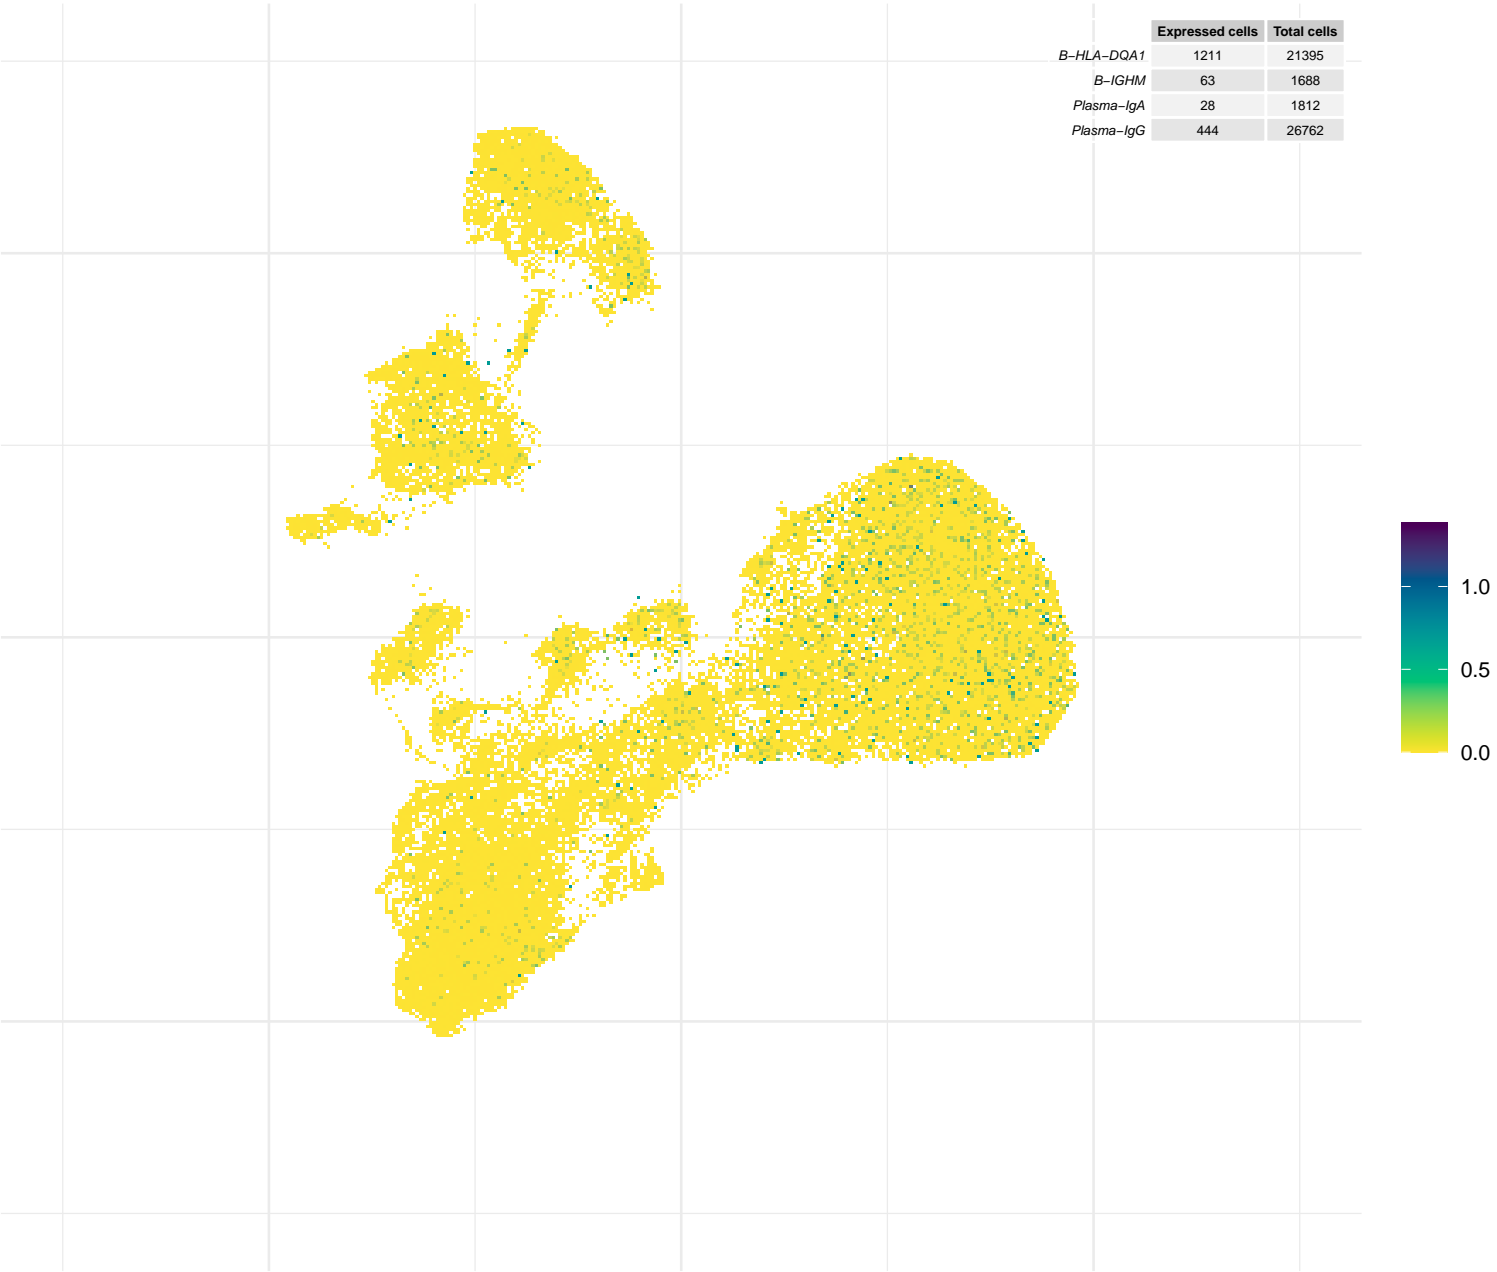 Expressed cells Total cells
B−HLA−DQA1 1211 21395
B−IGHM 63 1688
Plasma−IgA 28 1812
Plasma−IgG 444 26762
1.0
0.5
0.0